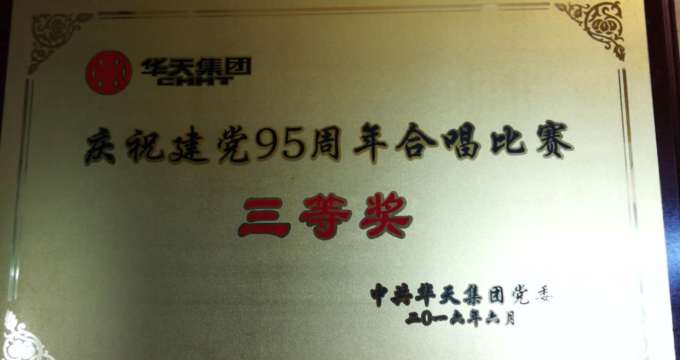 华天集团
CHHT
庆祝建党95周年合唱比赛
三等奖
中共华天集团党委
二0一六年六月